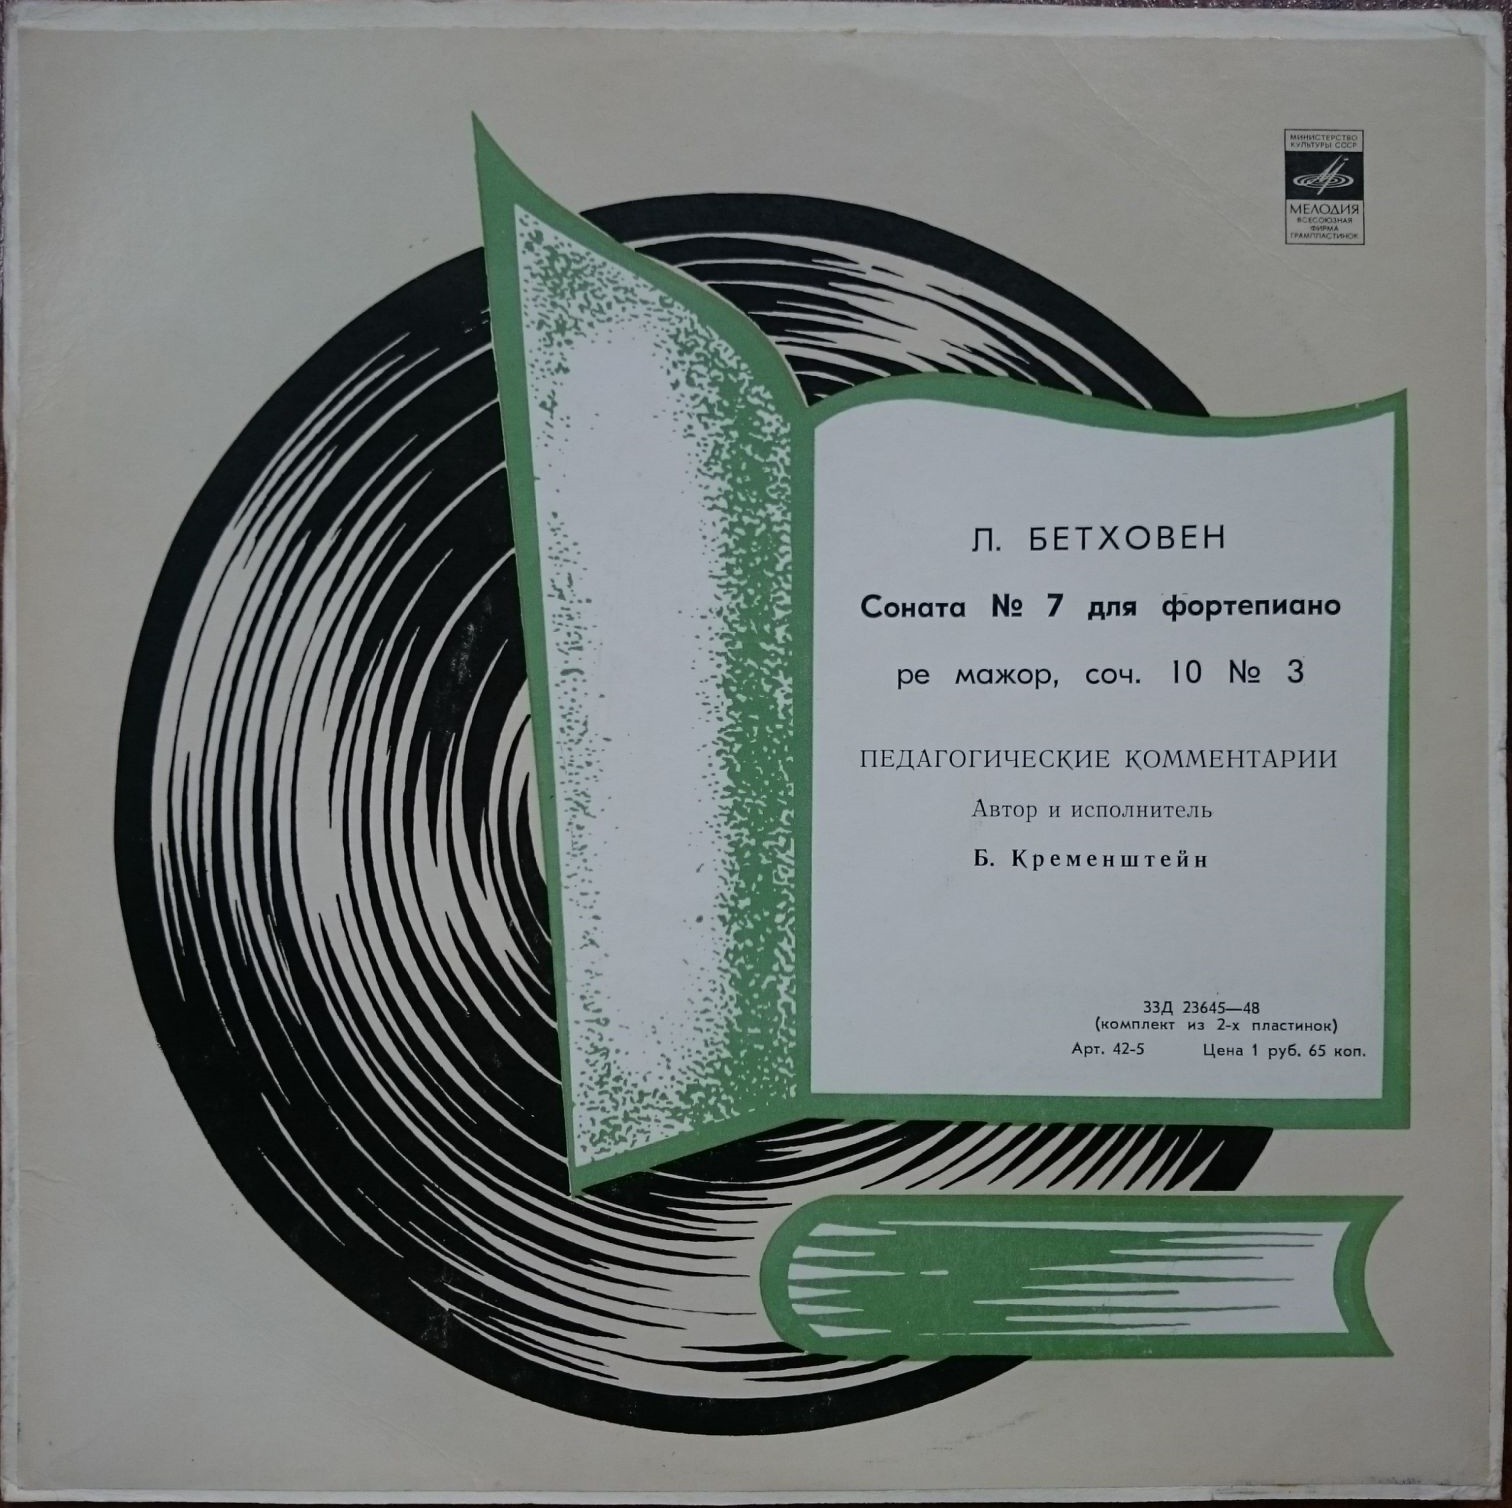 МИНИСТЕРСТВО
КУЛЬТУРЫ СССР
МЕЛОДИЯ
ВСЕСОЮЗНАЯ
ФИРМА
ГРАМПЛАСТИНОК
Л. БЕТХОВЕН
Соната № 7 для фортепиано
ре мажор, соч. 10 № 3
ПЕДАГОГИЧЕСКИЕ КОММЕНТАРИИ
Автор и исполнитель
Б. Кременштейн
33Д 23645—48
(комплект из 2-х пластинок)
Арт. 42-5 Цена 1 руб. 65 коп.